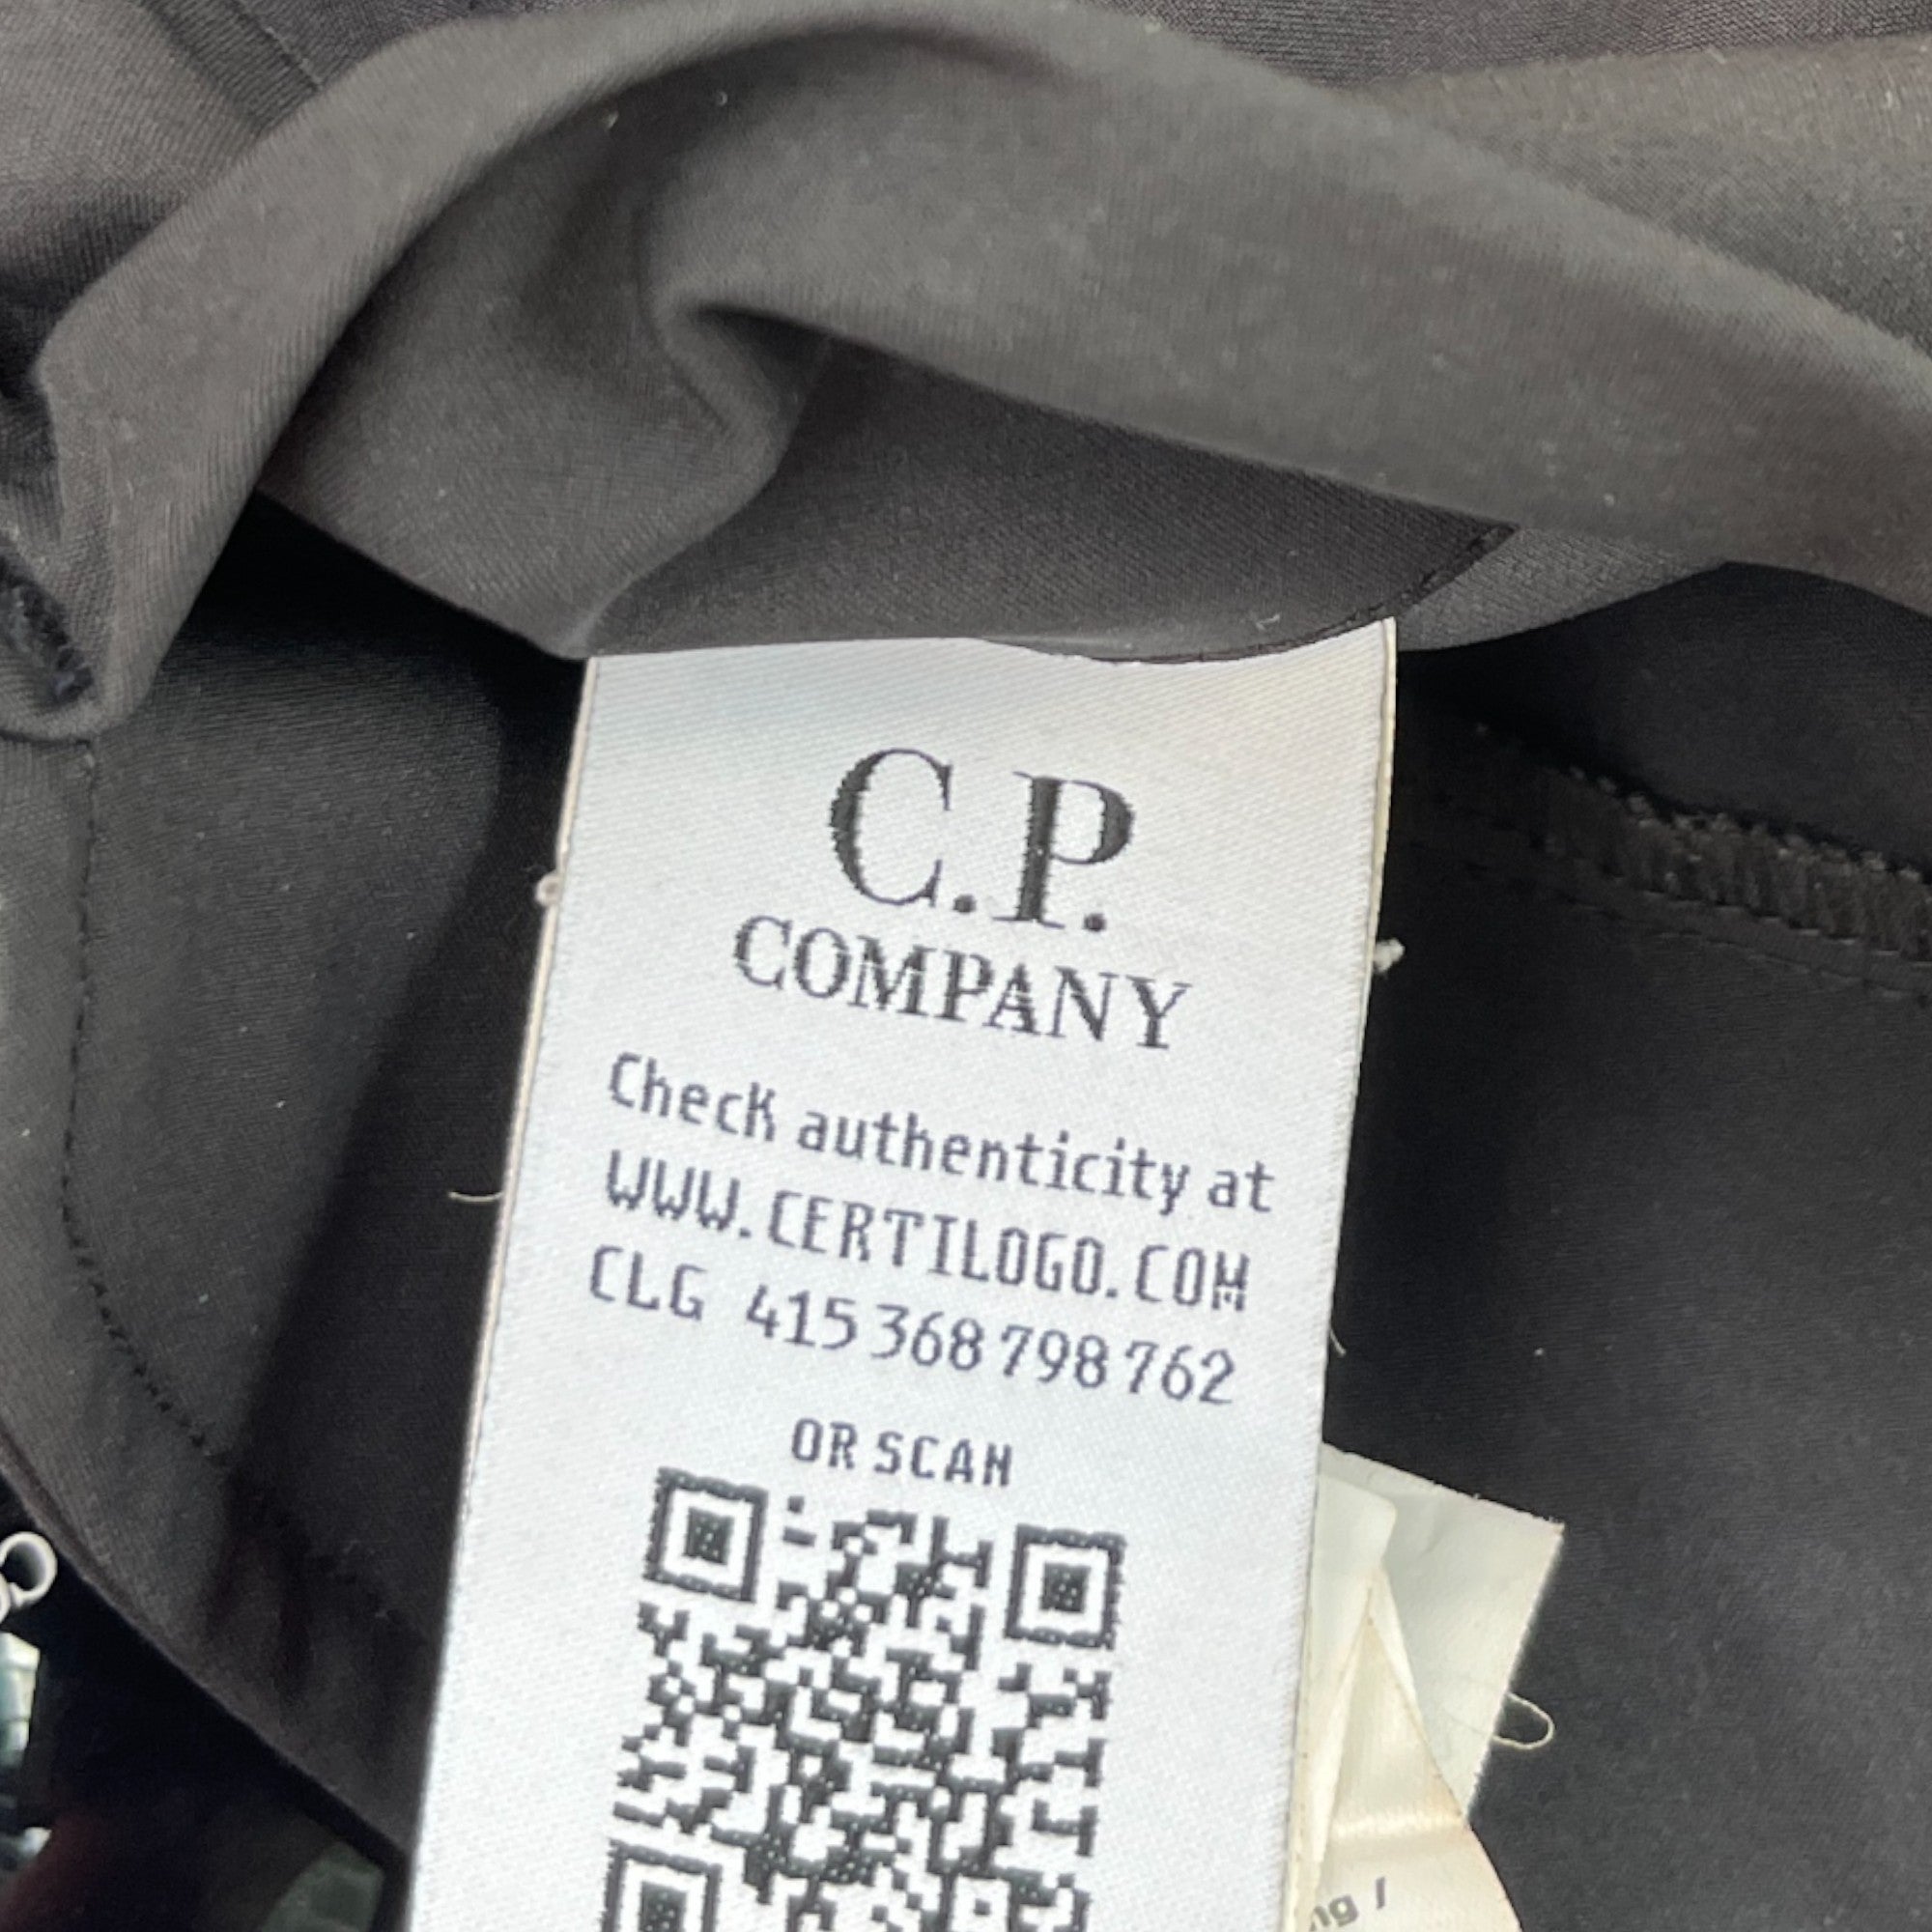 C.P.
COMPANY
Check authenticity at
WWW.CERTILOGO.COM
CLG 415 368 798 762
OR SCAN